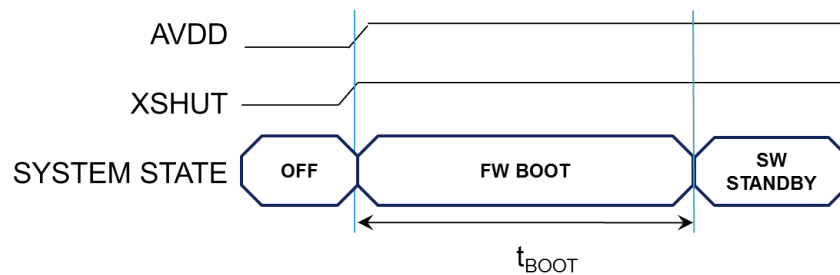 AVDD
XSHUT
SYSTEM STATE
OFF
FW BOOT
SW
STANDBY
tBOOT